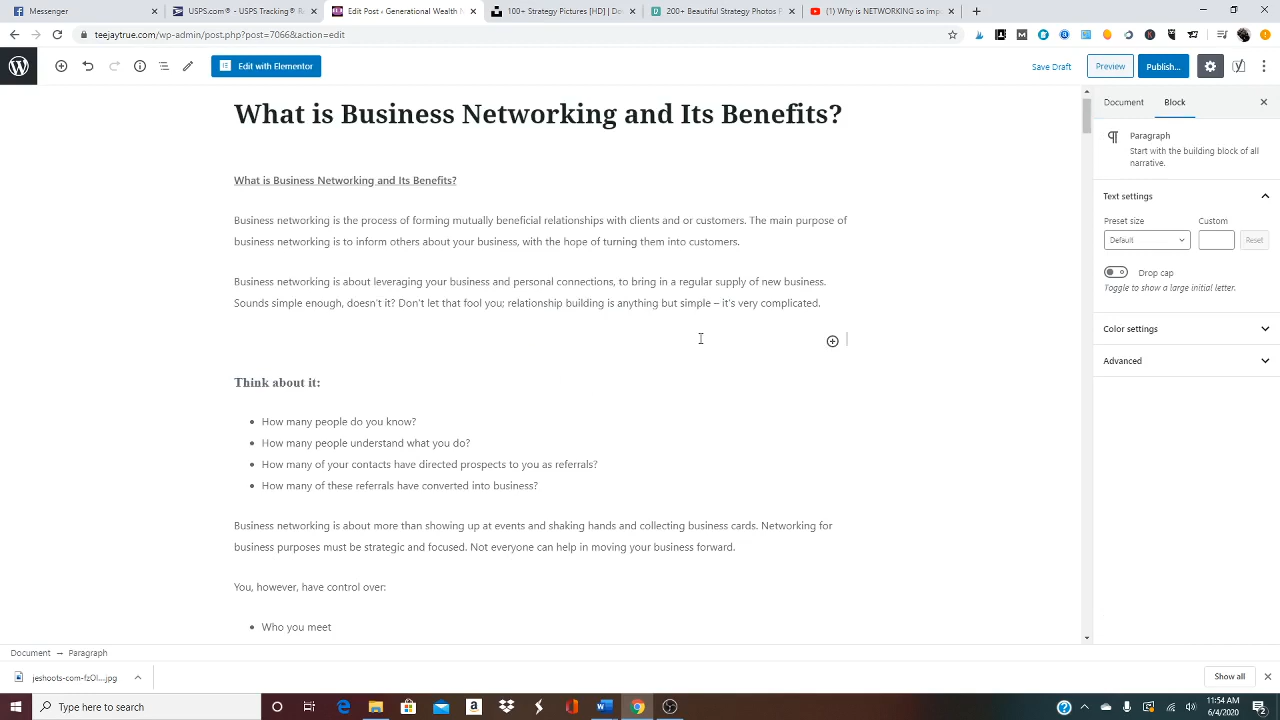 Messenger
USPS.com® - USPS Tracking® Re
Edit Post ‹ Meeting Wealth ‹ N
100+ Strategy Pictures [HD] | Do
200+ Beautiful Strategy Photos
(1) Why is NETWORKING so imp
teejaytrue.com/wp-admin/post.php?post=7066&action=edit
Edit with Elementor
Save Draft
Preview
Publish...
What is Business Networking and Its Benefits?
Document
Block
Paragraph
Start with the building block of all
narrative.
What is Business Networking and Its Benefits?
Text settings
Preset size
Custom
Default
Reset
Business networking is the process of forming mutually beneficial relationships with clients and or customers. The main purpose of
business networking is to inform others about your business, with the hope of turning them into customers.
Drop cap
Toggle to show a large initial letter.
Business networking is about leveraging your business and personal connections, to bring in a regular supply of new business.
Sounds simple enough, doesn't it? Don't let that fool you; relationship building is anything but simple – it's very complicated.
Color settings
Advanced
Think about it:
How many people do you know?
How many people understand what you do?
How many of your contacts have directed prospects to you as referrals?
How many of these referrals have converted into business?
Business networking is about more than showing up at events and shaking hands and collecting business cards. Networking for
business purposes must be strategic and focused. Not everyone can help in moving your business forward.
You, however, have control over:
Who you meet
Document → Paragraph
jeshoots-com-fzOl....jpg
Show all
Type here to search
11:54 AM
6/4/2020